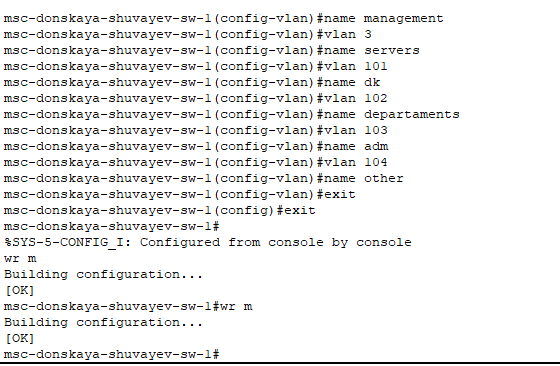 msc-donskaya-shuvayev-sw-1(config-vlan)#name management
msc-donskaya-shuvayev-sw-1(config-vlan)#vlan 3
msc-donskaya-shuvayev-sw-1(config-vlan)#name servers
msc-donskaya-shuvayev-sw-1(config-vlan)#vlan 101
msc-donskaya-shuvayev-sw-1(config-vlan)#name dk
msc-donskaya-shuvayev-sw-1(config-vlan)#vlan 102
msc-donskaya-shuvayev-sw-1(config-vlan)#name departaments
msc-donskaya-shuvayev-sw-1(config-vlan)#vlan 103
msc-donskaya-shuvayev-sw-1(config-vlan)#name adm
msc-donskaya-shuvayev-sw-1(config-vlan)#vlan 104
msc-donskaya-shuvayev-sw-1(config-vlan)#name other
msc-donskaya-shuvayev-sw-1(config-vlan)#exit
msc-donskaya-shuvayev-sw-1(config)#exit
msc-donskaya-shuvayev-sw-1#
%SYS-5-CONFIG_I: Configured from console by console
wr m
Building configuration...
[OK]
msc-donskaya-shuvayev-sw-1#wr m
Building configuration...
[OK]
msc-donskaya-shuvayev-sw-1#